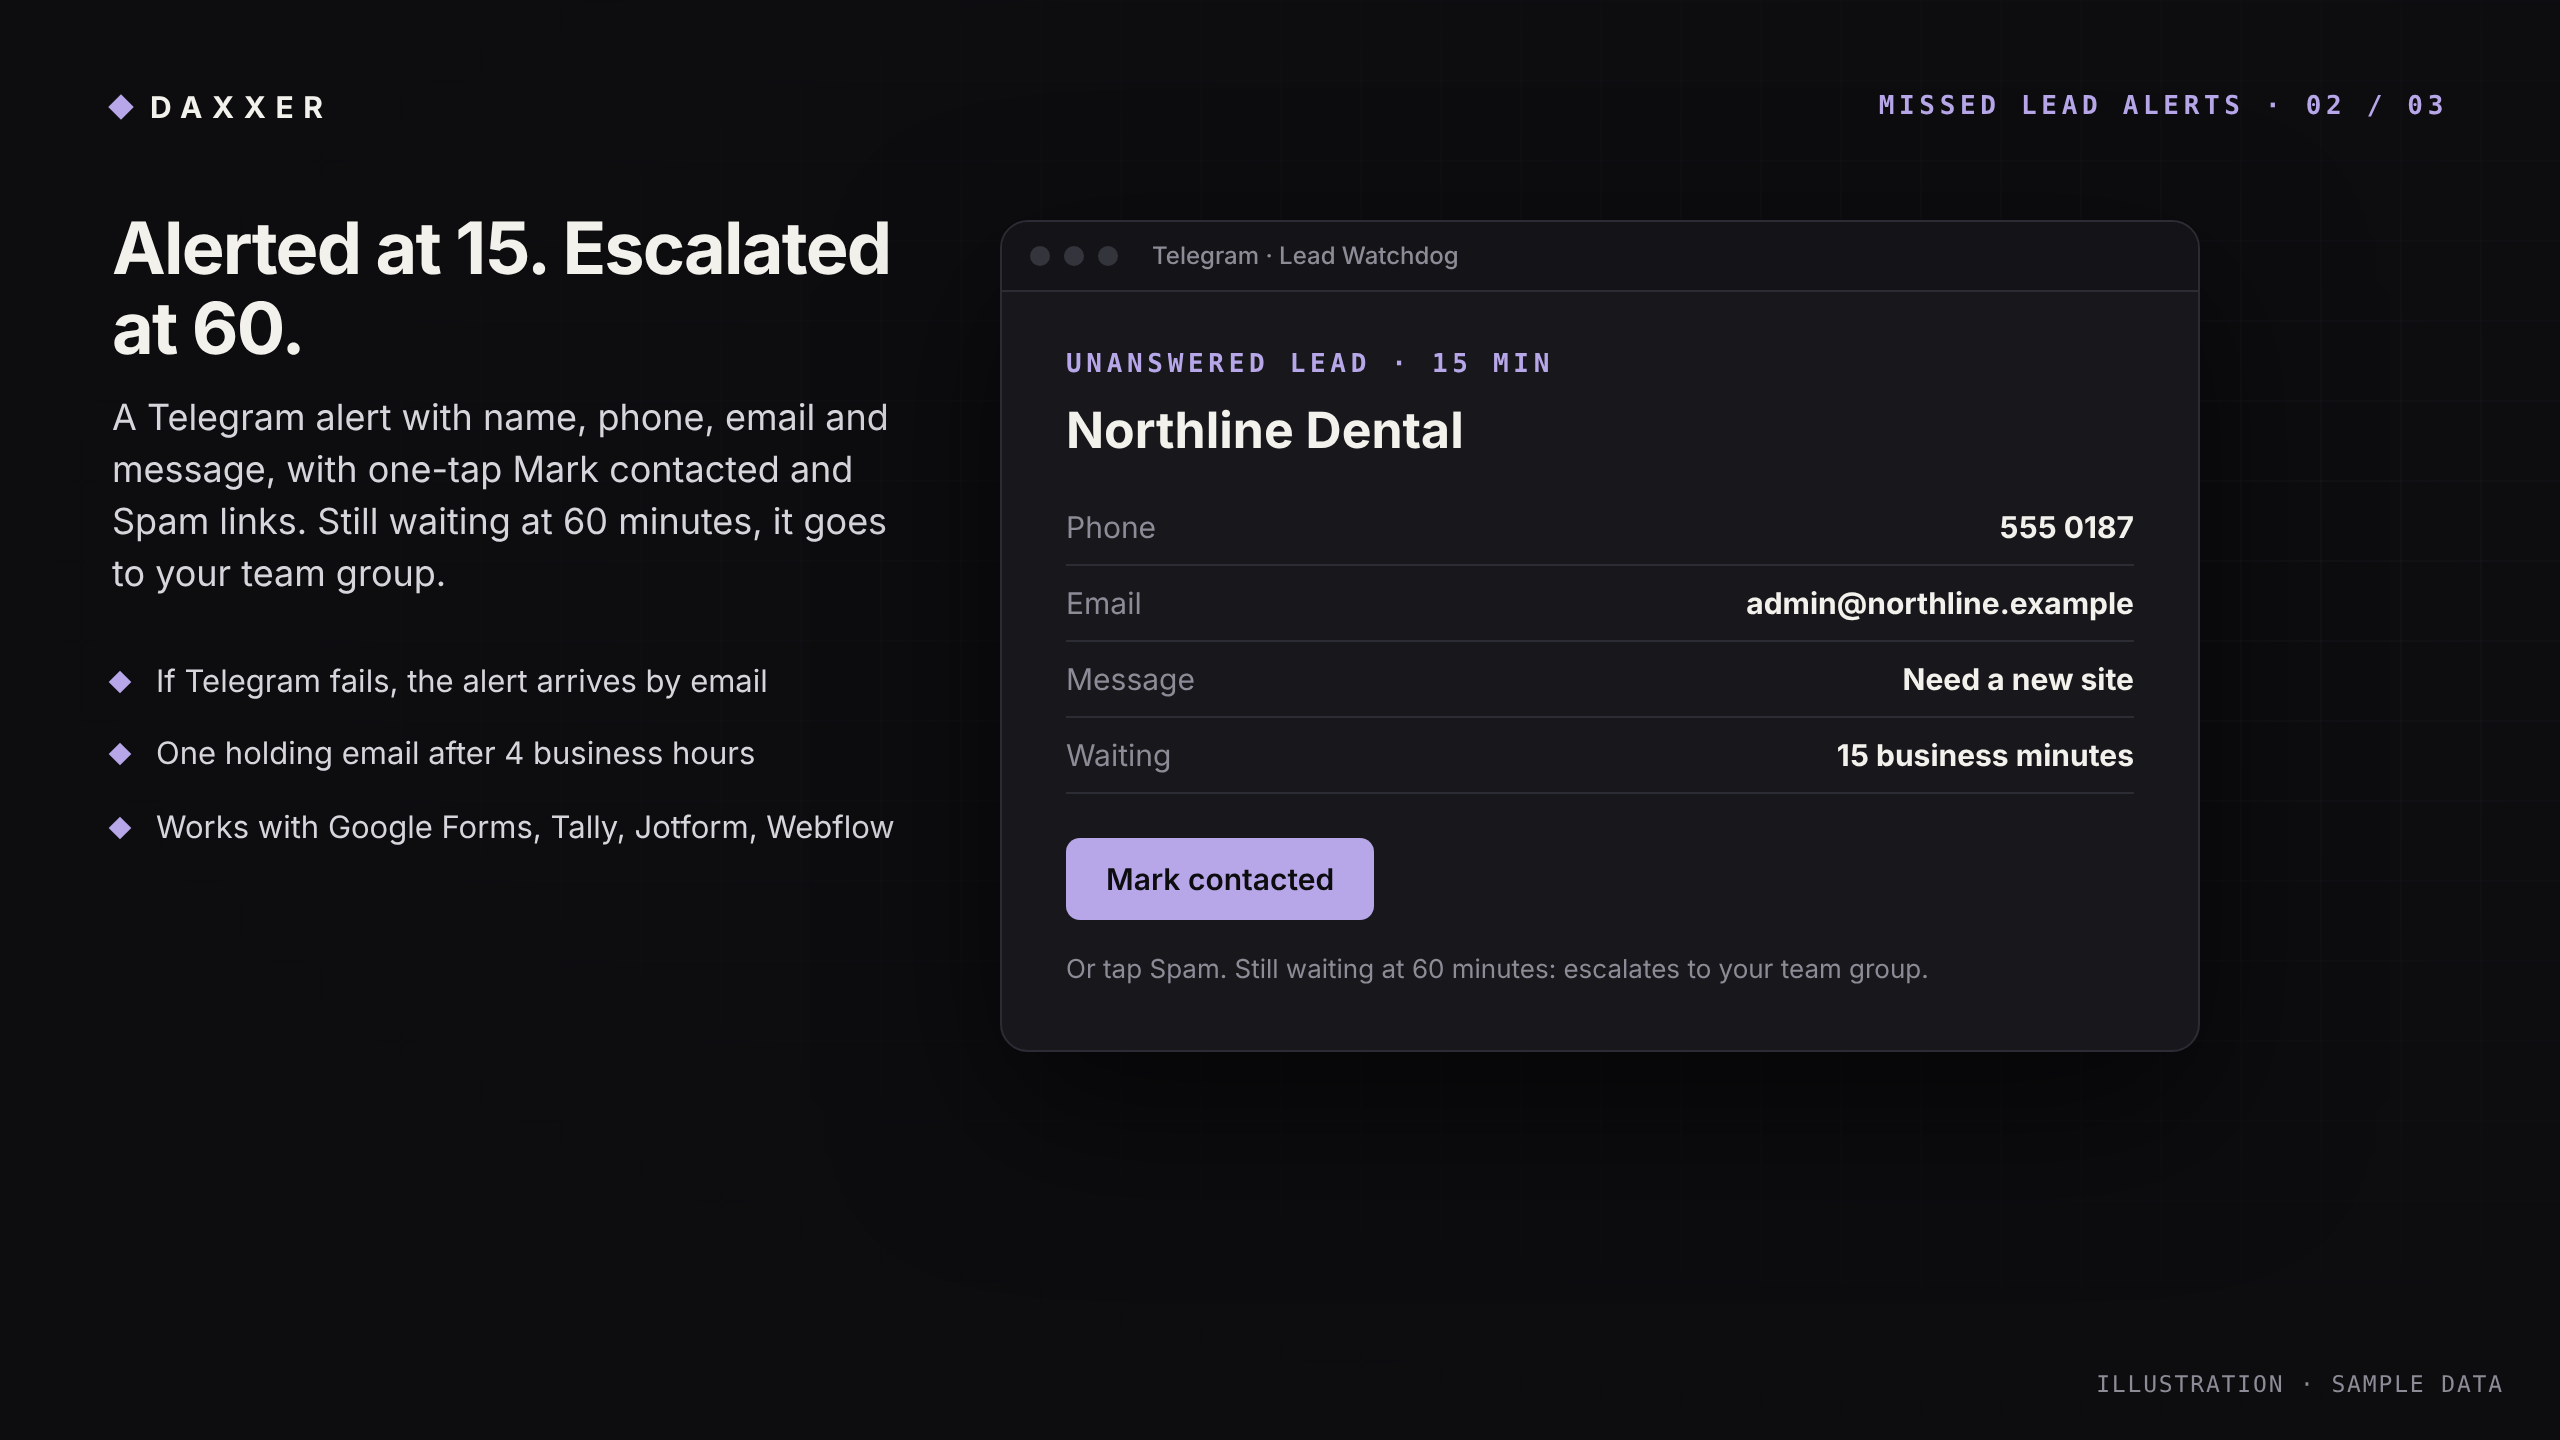 DAXXER
MISSED LEAD ALERTS · 02 / 03
Alerted at 15. Escalated
at 60.
A Telegram alert with name, phone, email and
message, with one-tap Mark contacted and
Spam links. Still waiting at 60 minutes, it goes
to your team group.
If Telegram fails, the alert arrives by email
One holding email after 4 business hours
Works with Google Forms, Tally, Jotform, Webflow
Telegram · Lead Watchdog
UNANSWERED LEAD · 15 MIN
Northline Dental
Phone 555 0187
Email admin@northline.example
Message Need a new site
Waiting 15 business minutes
Mark contacted
Or tap Spam. Still waiting at 60 minutes: escalates to your team group.
ILLUSTRATION · SAMPLE DATA